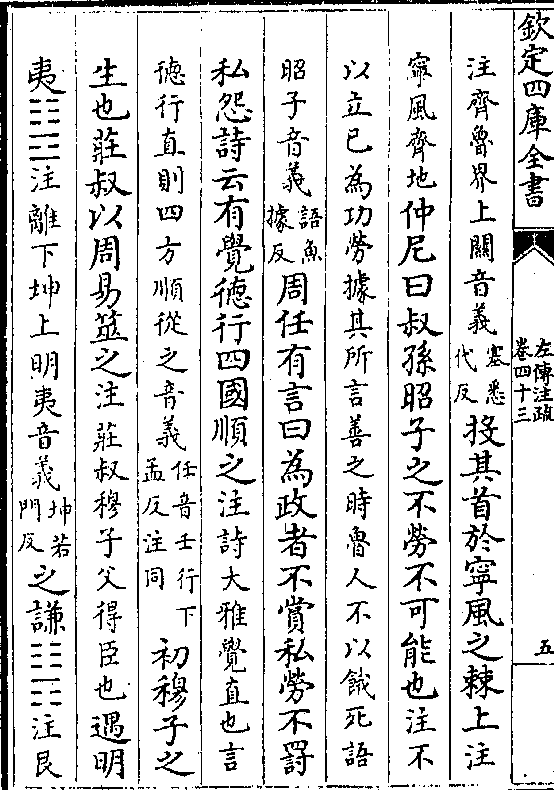 欽定四庫全書
左傳注疏
卷四十三
五
注齊魯界上關音義塞悉代反投其首於寧風之棘上注
寧風齊地仲尼曰叔孫昭子之不勞不可能也注不
以立已為功勞據其所言善之時魯人不以餓死語
昭子音義語魚據反周任有言曰為政者不賞私勞不罰
私怨詩云有覺徳行四國順之注詩大雅覺直也言
徳行直則四方順從之音義任音壬行下孟反注同初穆子之
生也莊叔以周易筮之注莊叔穆子父得臣也遇明
夷䷣注離下坤上明夷音義坤若門反之謙䷎注艮